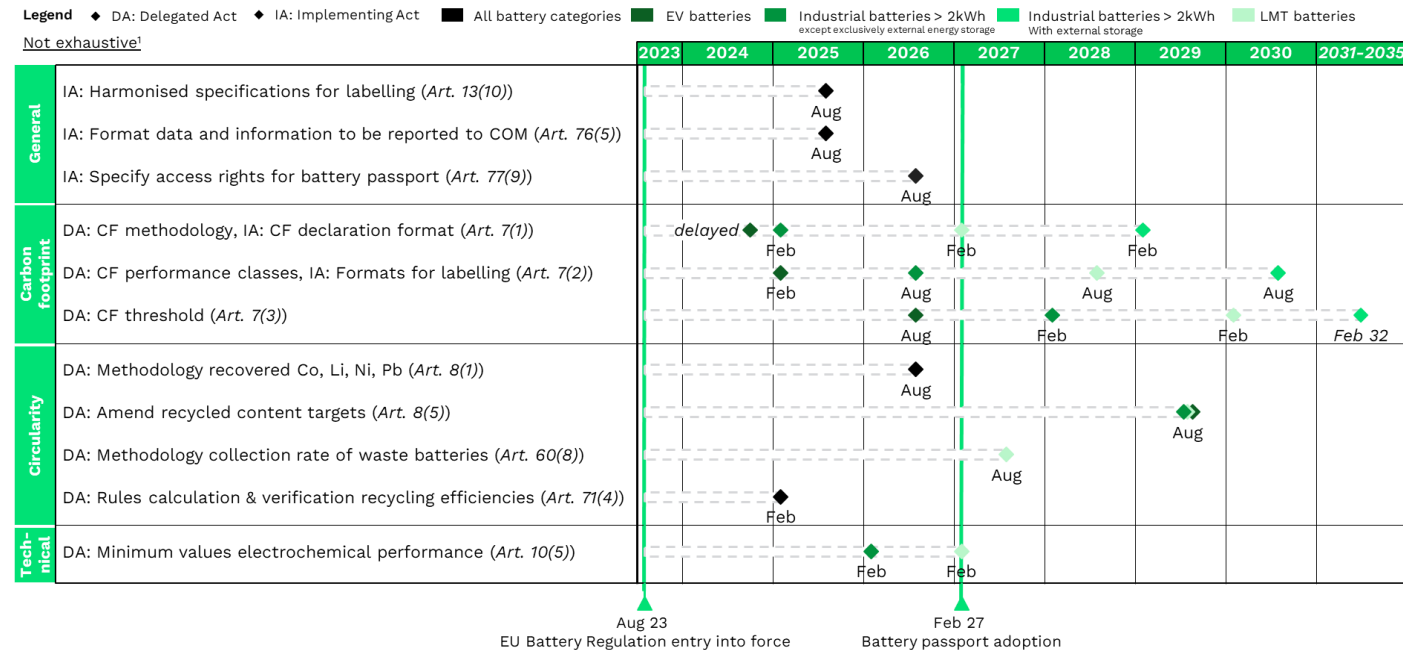 Legend
DA: Delegated Act
IA: Implementing Act
All battery categories
EV batteries
Industrial batteries > 2kWh
except exclusively external energy storage
Industrial batteries > 2kWh
With external storage
LMT batteries
Not exhaustive¹
2023 2024 2025 2026 2027 2028 2029 2030 2031-2035
General
IA: Harmonised specifications for labelling (Art. 13(10))
Aug
IA: Format data and information to be reported to COM (Art. 76(5))
Aug
IA: Specify access rights for battery passport (Art. 77(9))
Aug
Carbon
footprint
DA: CF methodology, IA: CF declaration format (Art. 7(1))
delayed
Feb Feb Feb
DA: CF performance classes, IA: Formats for labelling (Art. 7(2))
Feb Aug Aug Aug
DA: CF threshold (Art. 7(3))
Aug Feb Feb Feb 32
Circularity
DA: Methodology recovered Co, Li, Ni, Pb (Art. 8(1))
Aug
DA: Amend recycled content targets (Art. 8(5))
Aug
DA: Methodology collection rate of waste batteries (Art. 60(8))
Aug
DA: Rules calculation & verification recycling efficiencies (Art. 71(4))
Feb
Tech-
nical
DA: Minimum values electrochemical performance (Art. 10(5))
Feb Feb
Aug 23
EU Battery Regulation entry into force
Feb 27
Battery passport adoption